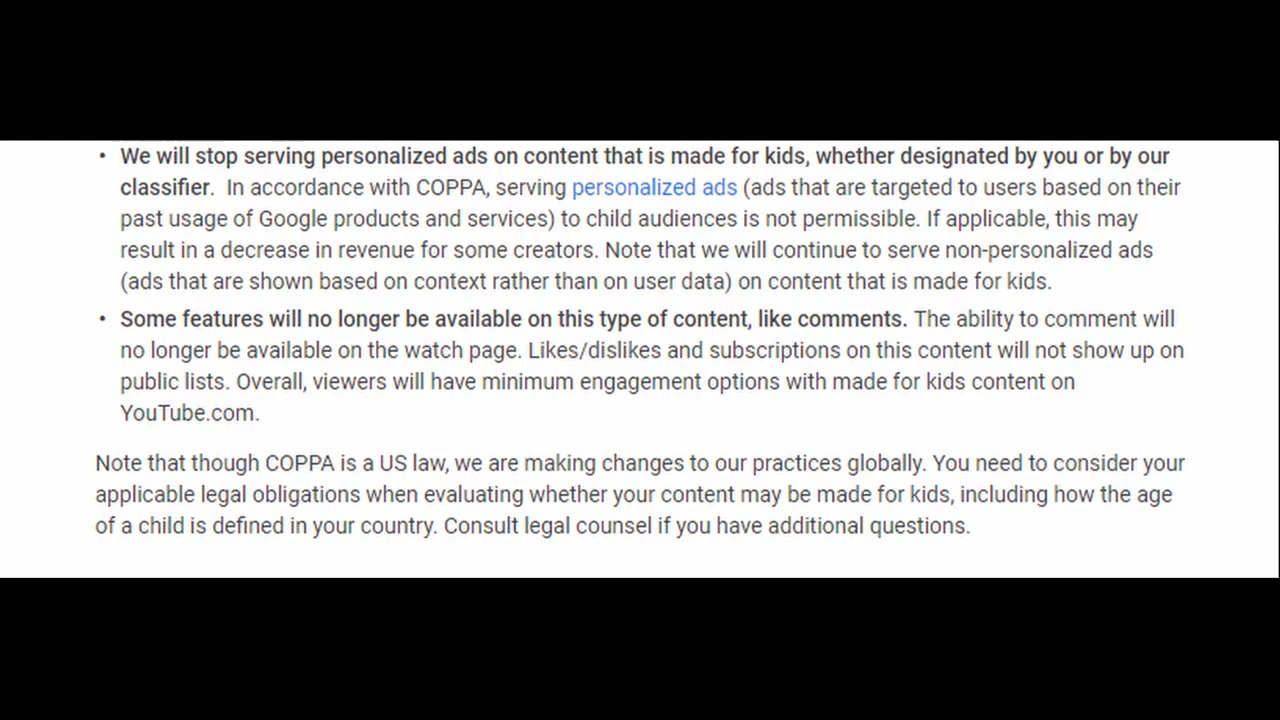 • We will stop serving personalized ads on content that is made for kids, whether designated by you or by our
classifier. In accordance with COPPA, serving personalized ads (ads that are targeted to users based on their
past usage of Google products and services) to child audiences is not permissible. If applicable, this may
result in a decrease in revenue for some creators. Note that we will continue to serve non-personalized ads
(ads that are shown based on context rather than on user data) on content that is made for kids.
• Some features will no longer be available on this type of content, like comments. The ability to comment will
no longer be available on the watch page. Likes/dislikes and subscriptions on this content will not show up on
public lists. Overall, viewers will have minimum engagement options with made for kids content on
YouTube.com.
Note that though COPPA is a US law, we are making changes to our practices globally. You need to consider your
applicable legal obligations when evaluating whether your content may be made for kids, including how the age
of a child is defined in your country. Consult legal counsel if you have additional questions.